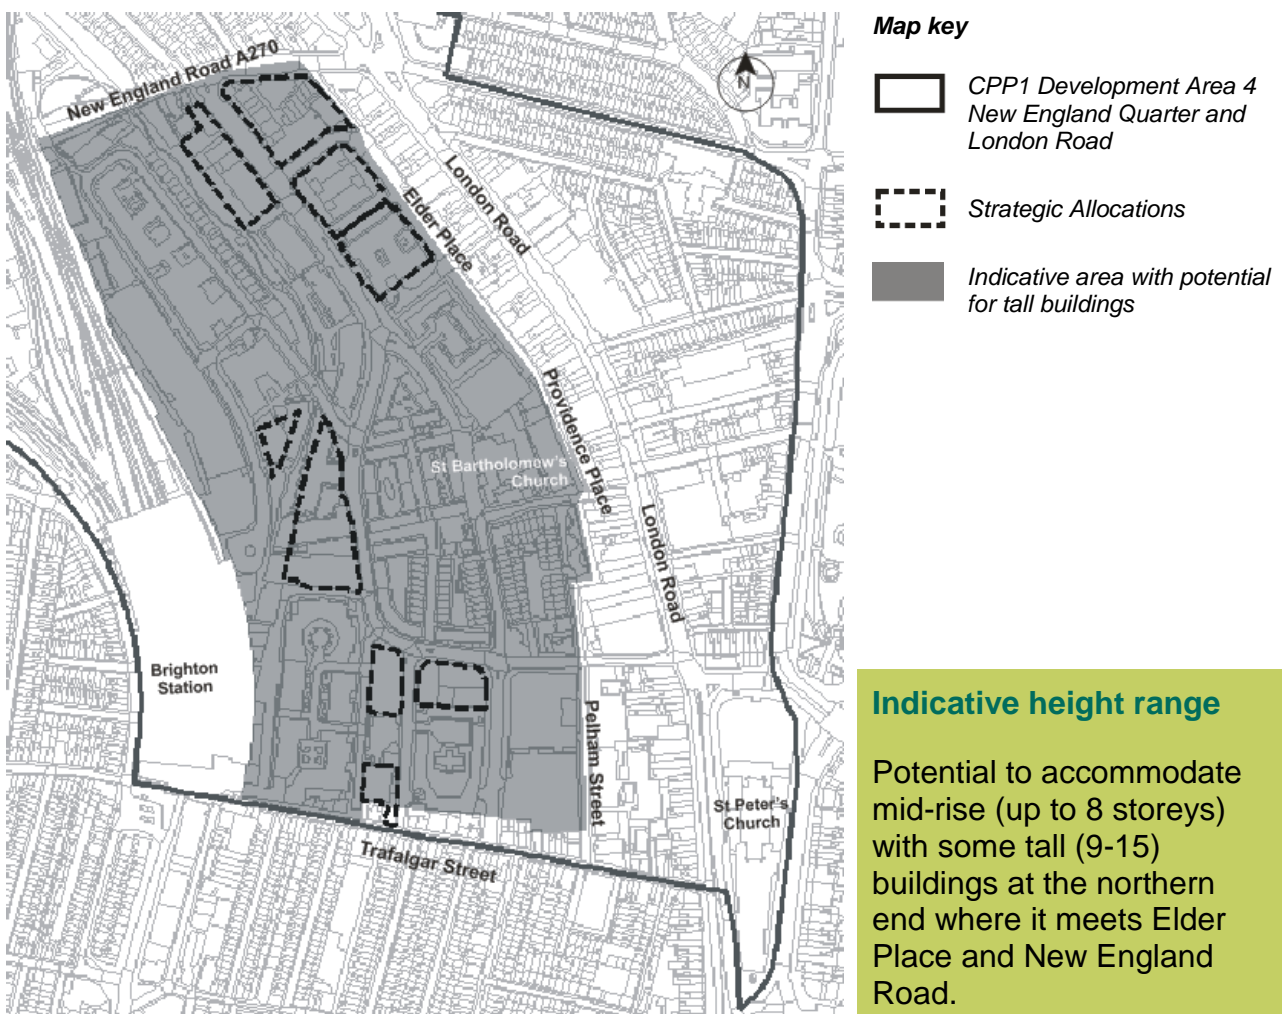 New England Road A270
N
London Road
Elder Place
Providence Place
St Bartholomew's
Church
London Road
Brighton
Station
Pelham Street
St Peter's
Church
Trafalgar Street
Map key
CPP1 Development Area 4
New England Quarter and
London Road
Strategic Allocations
Indicative area with potential
for tall buildings
Indicative height range
Potential to accommodate
mid-rise (up to 8 storeys)
with some tall (9-15)
buildings at the northern
end where it meets Elder
Place and New England
Road.